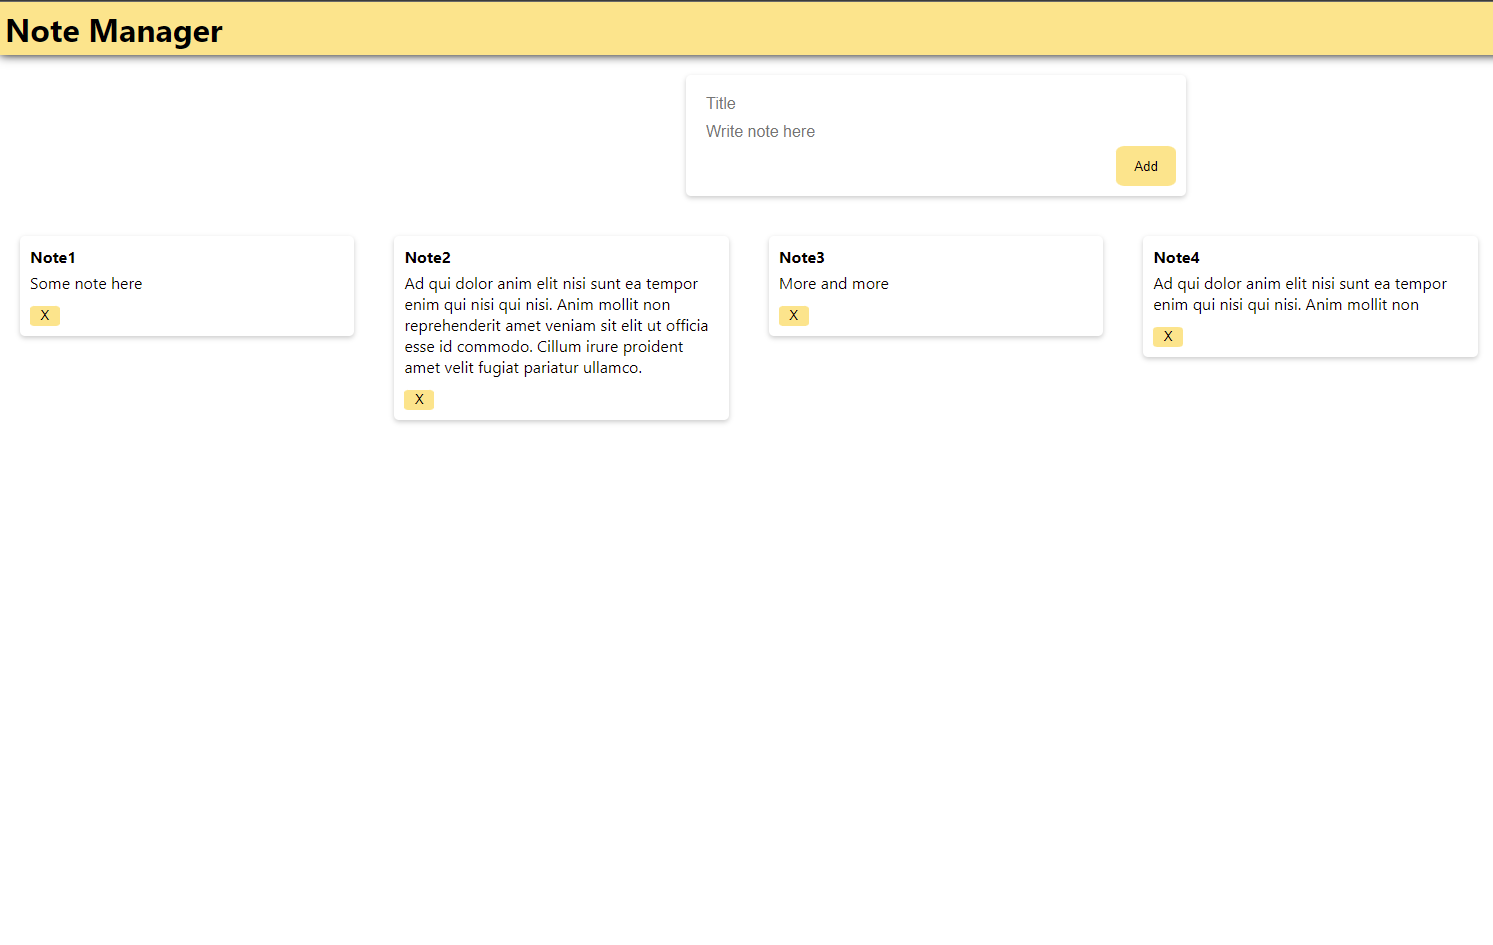 Note Manager
Title
Write note here
Add
Note1
Some note here
X
Note2
Ad qui dolor anim elit nisi sunt ea tempor
enim qui nisi qui nisi. Anim mollit non
reprehenderit amet veniam sit elit ut officia
esse id commodo. Cillum irure proident
amet velit fugiat pariatur ullamco.
X
Note3
More and more
X
Note4
Ad qui dolor anim elit nisi sunt ea tempor
enim qui nisi qui nisi. Anim mollit non
X